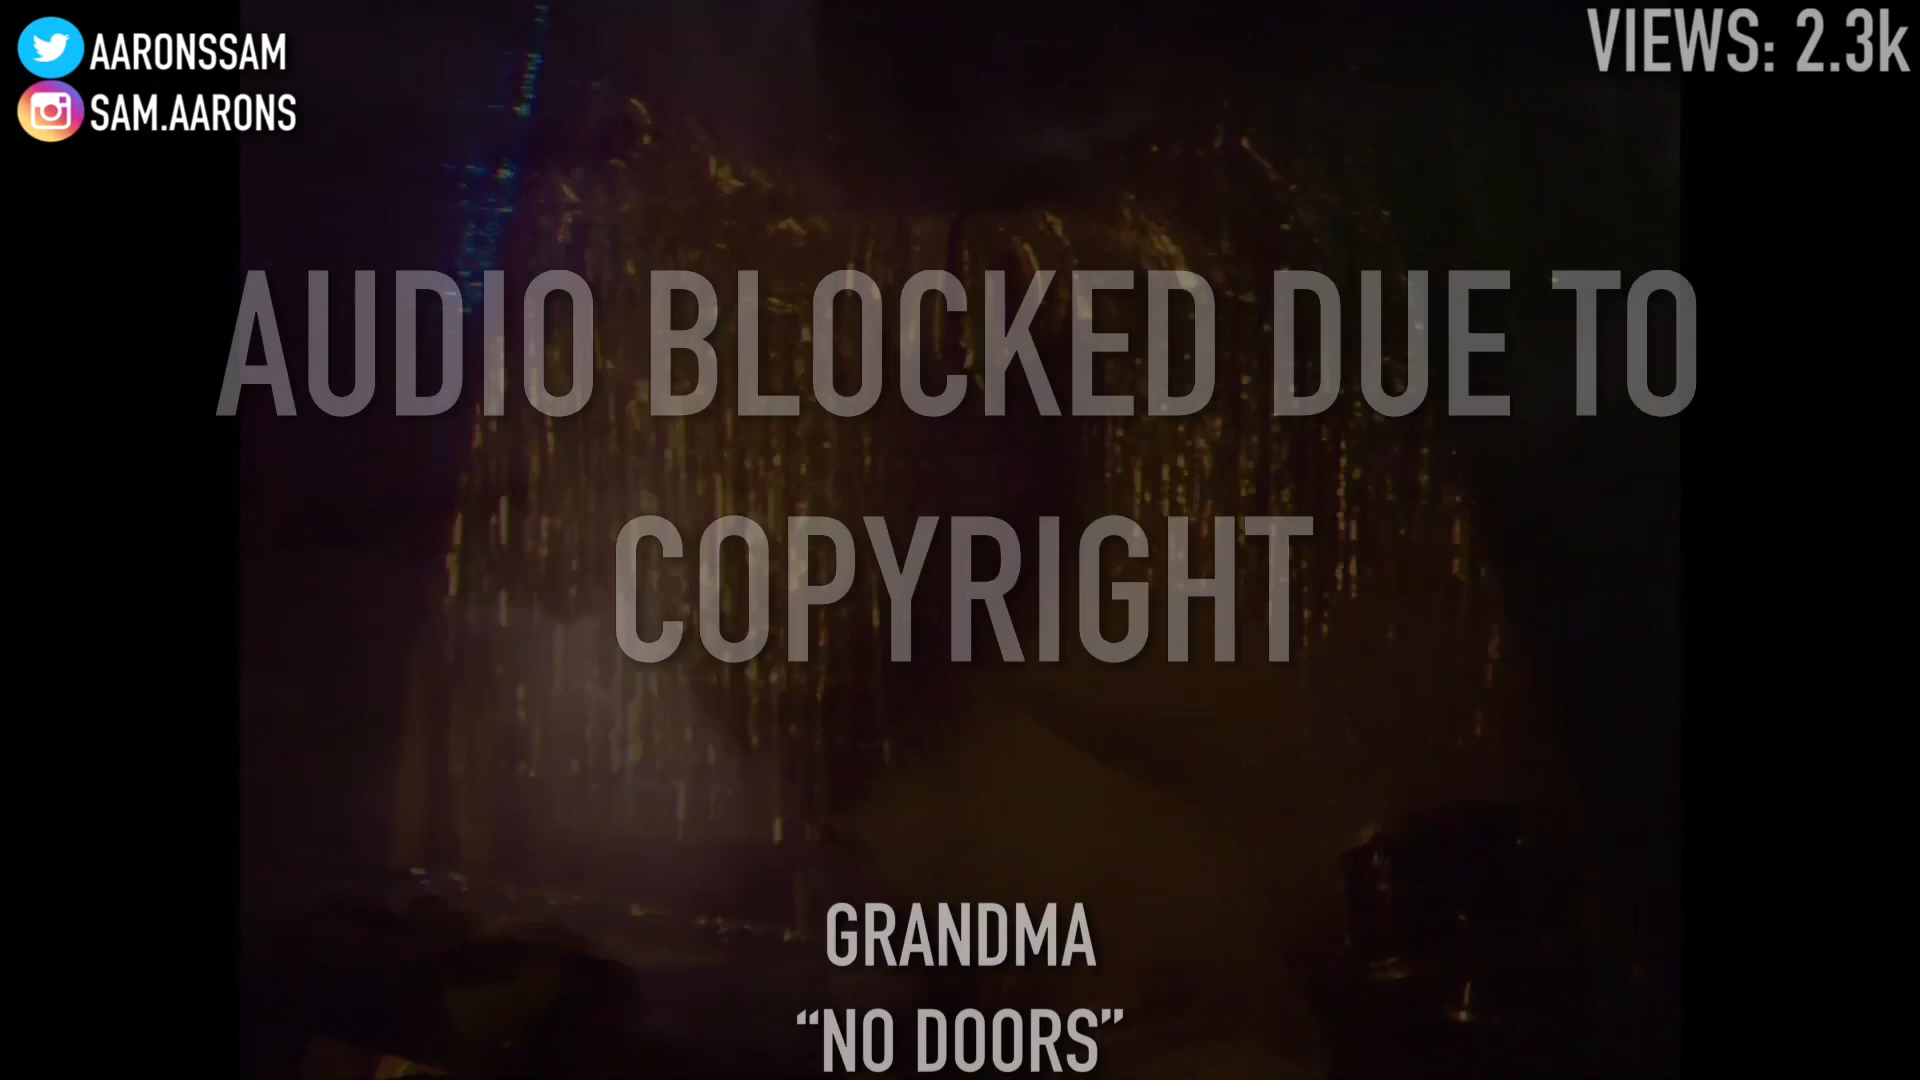 AARONSSAM
SAM.AARONS
VIEWS: 2.3k
AUDIO BLOCKED DUE TO
COPYRIGHT
GRANDMA
“NO DOORS”